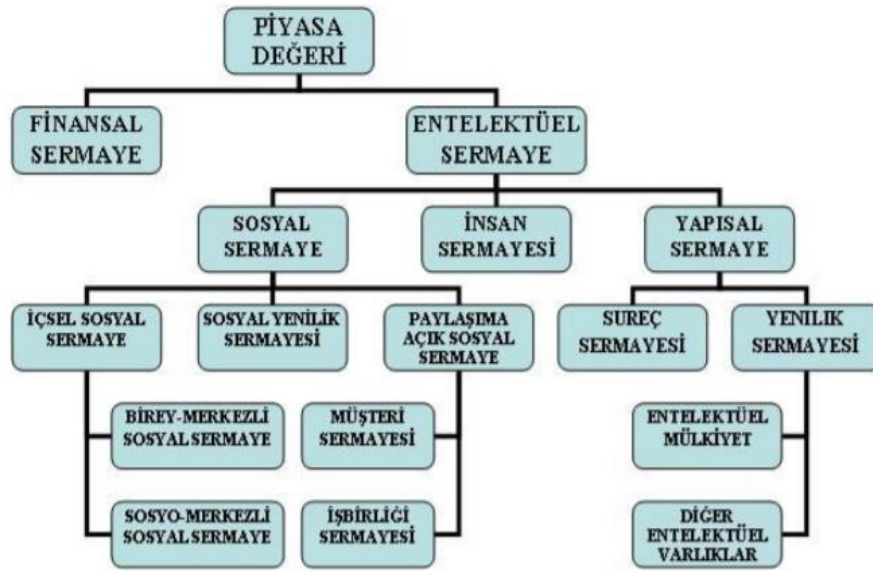 PİYASA
DEĞERİ
FİNANSAL
SERMAYE
ENTELEKTÜEL
SERMAYE
SOSYAL
SERMAYE
İNSAN
SERMAYESİ
YAPISAL
SERMAYE
İÇSEL SOSYAL
SERMAYE
SOSYAL YENİLİK
SERMAYESİ
PAYLAŞIMA
AÇIK SOSYAL
SERMAYE
SUREÇ
SERMAYESİ
YENILIK
SERMAYESİ
BİREY-MERKEZLİ
SOSYAL SERMAYE
MÜŞTERİ
SERMAYESİ
ENTELEKTÜEL
MÜLKİYET
SOSYO-MERKEZLİ
SOSYAL SERMAYE
İŞBİRLİĞİ
SERMAYESİ
DİĞER
ENTELEKTÜEL
VARLIKLAR